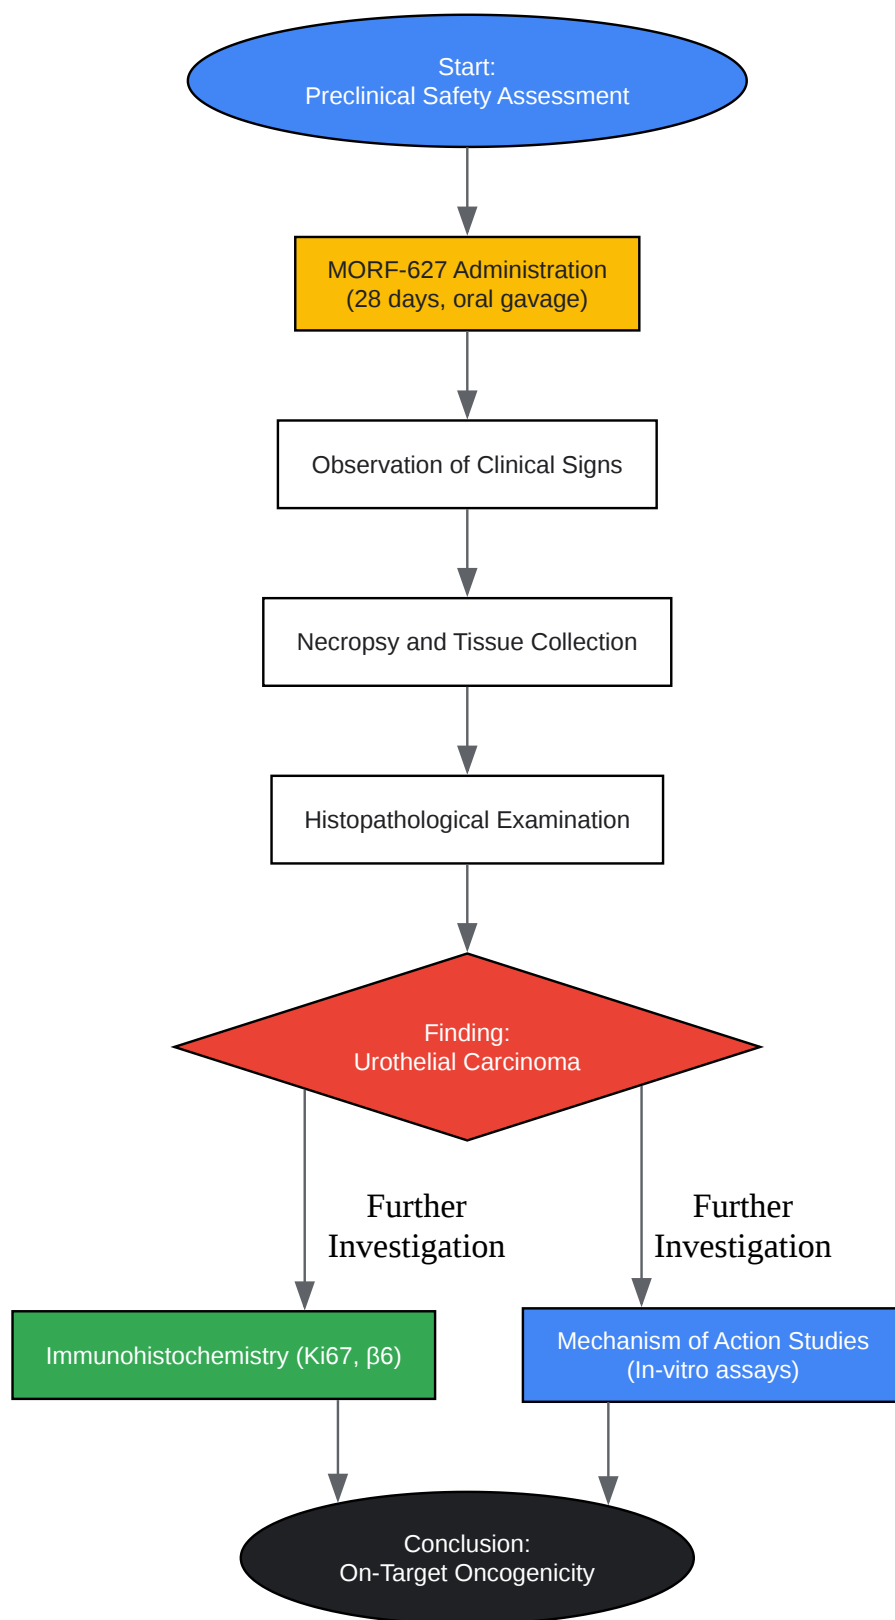 Start:
Preclinical Safety Assessment
MORF-627 Administration
(28 days, oral gavage)
Observation of Clinical Signs
Necropsy and Tissue Collection
Histopathological Examination
Finding:
Urothelial Carcinoma
Further
Investigation
Further
Investigation
Immunohistochemistry (Ki67, β6)
Mechanism of Action Studies
(In-vitro assays)
Conclusion:
On-Target Oncogenicity